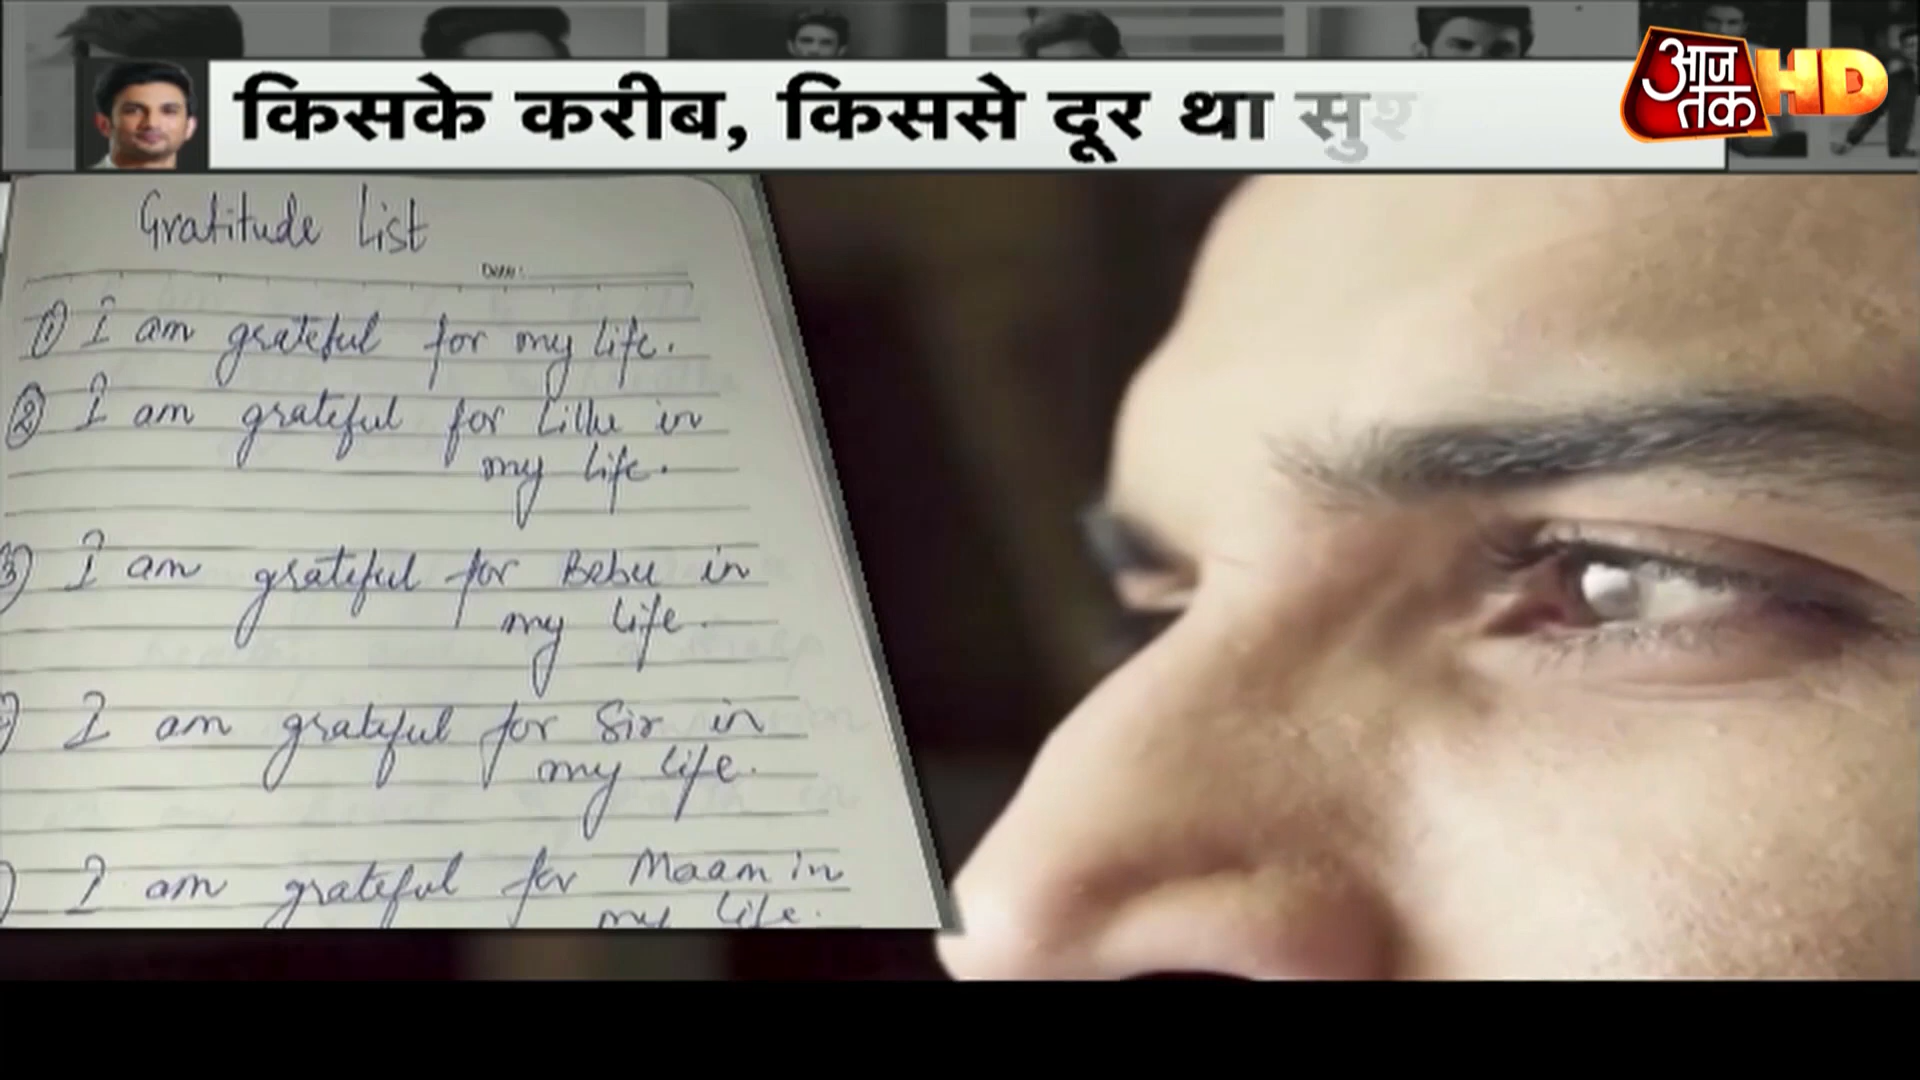 किसके करीब, किससे दूर था सुश
आज तक HD
Gratitude List
Date:
1) I am grateful for my life.
2 I am grateful for Lillu in
my life.
3) I am grateful for Bebu in
my life.
) I am grateful for Sir in
my life.
) I am grateful for Maam in
my life.